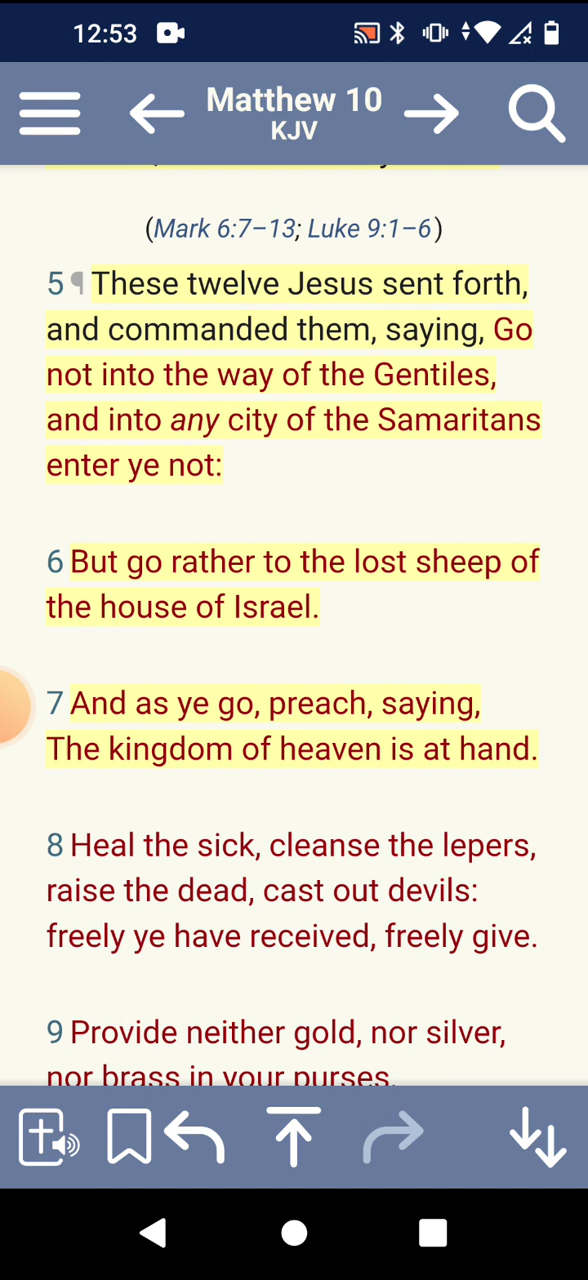 12:53
Matthew 10
KJV
(Mark 6:7–13; Luke 9:1–6)
5 ¶ These twelve Jesus sent forth,
and commanded them, saying, Go
not into the way of the Gentiles,
and into any city of the Samaritans
enter ye not:
6 But go rather to the lost sheep of
the house of Israel.
7 And as ye go, preach, saying,
The kingdom of heaven is at hand.
8 Heal the sick, cleanse the lepers,
raise the dead, cast out devils:
freely ye have received, freely give.
9 Provide neither gold, nor silver,
nor brass in your purses,